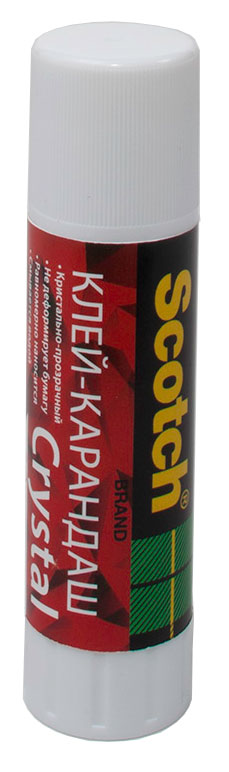 Scotch®
BRAND
КЛЕЙ-КАРАНДАШ
Crystal
• Кристально-прозрачный
• Не деформирует бумагу
• Равномерно наносится